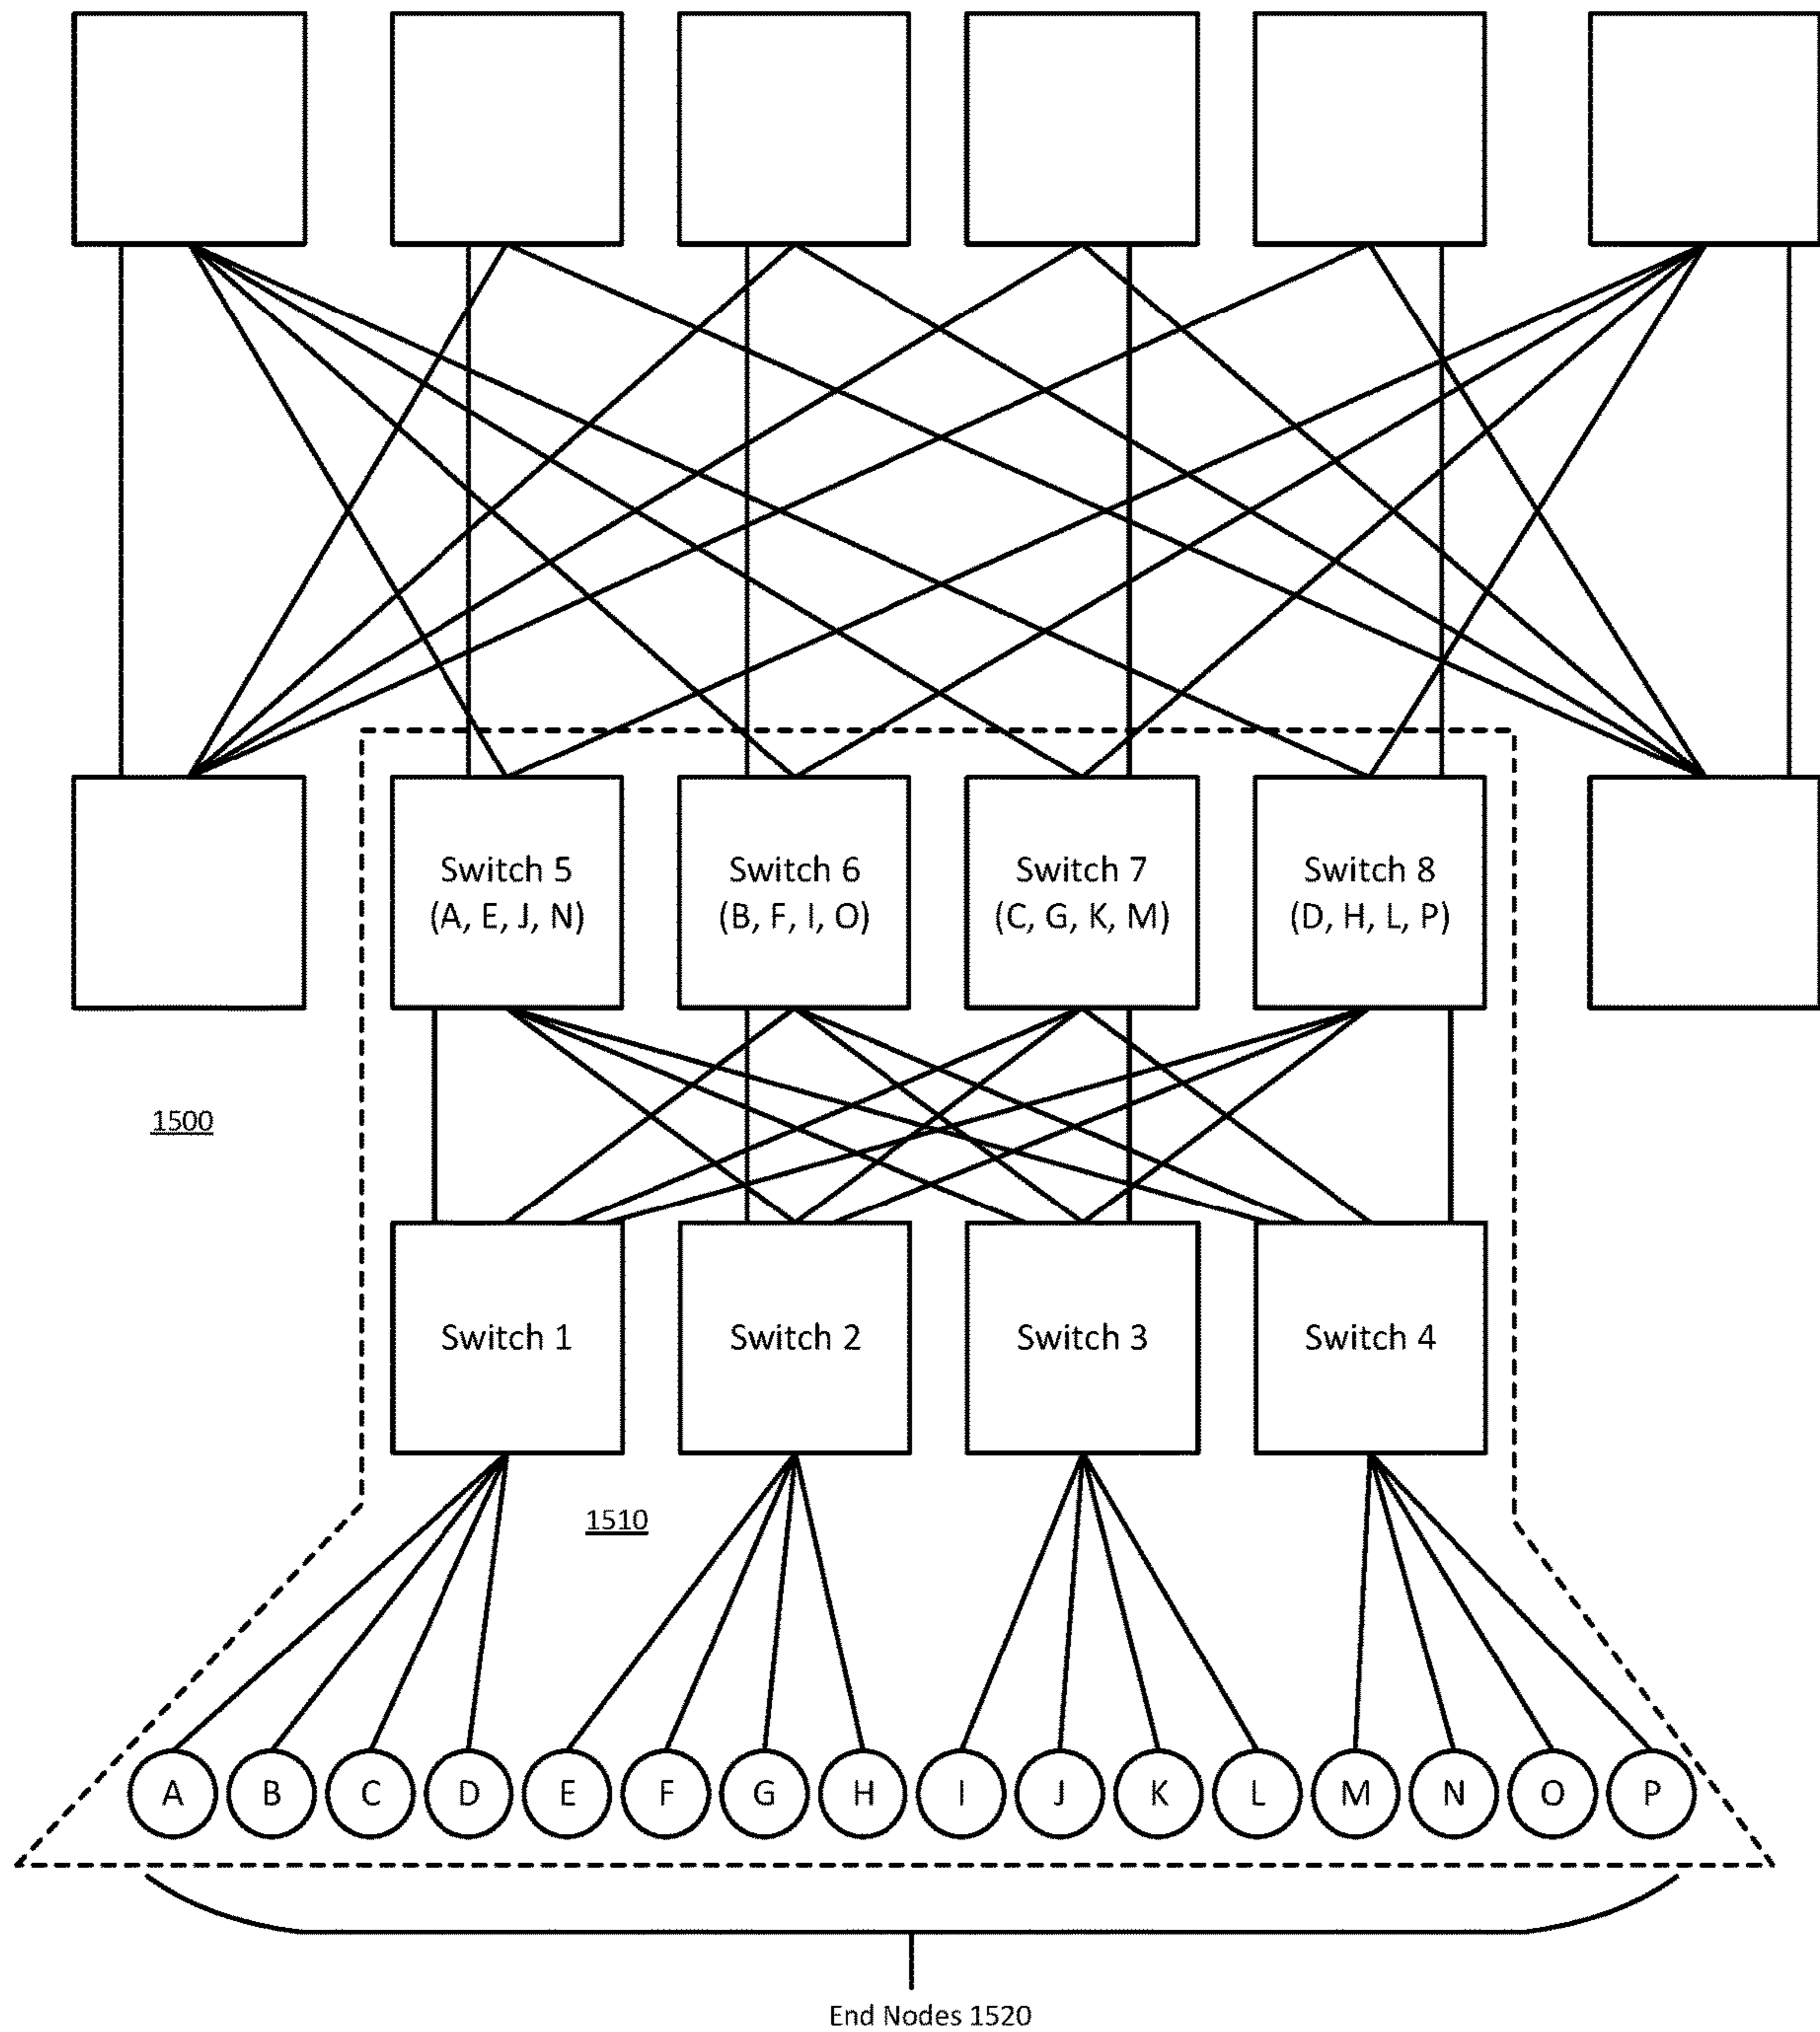 Switch 5
(A, E, J, N)
Switch 6
(B, F, I, O)
Switch 7
(C, G, K, M)
Switch 8
(D, H, L, P)
1500
Switch 1
Switch 2
Switch 3
Switch 4
1510
A B C D E F G H I J K L M N O P
End Nodes 1520